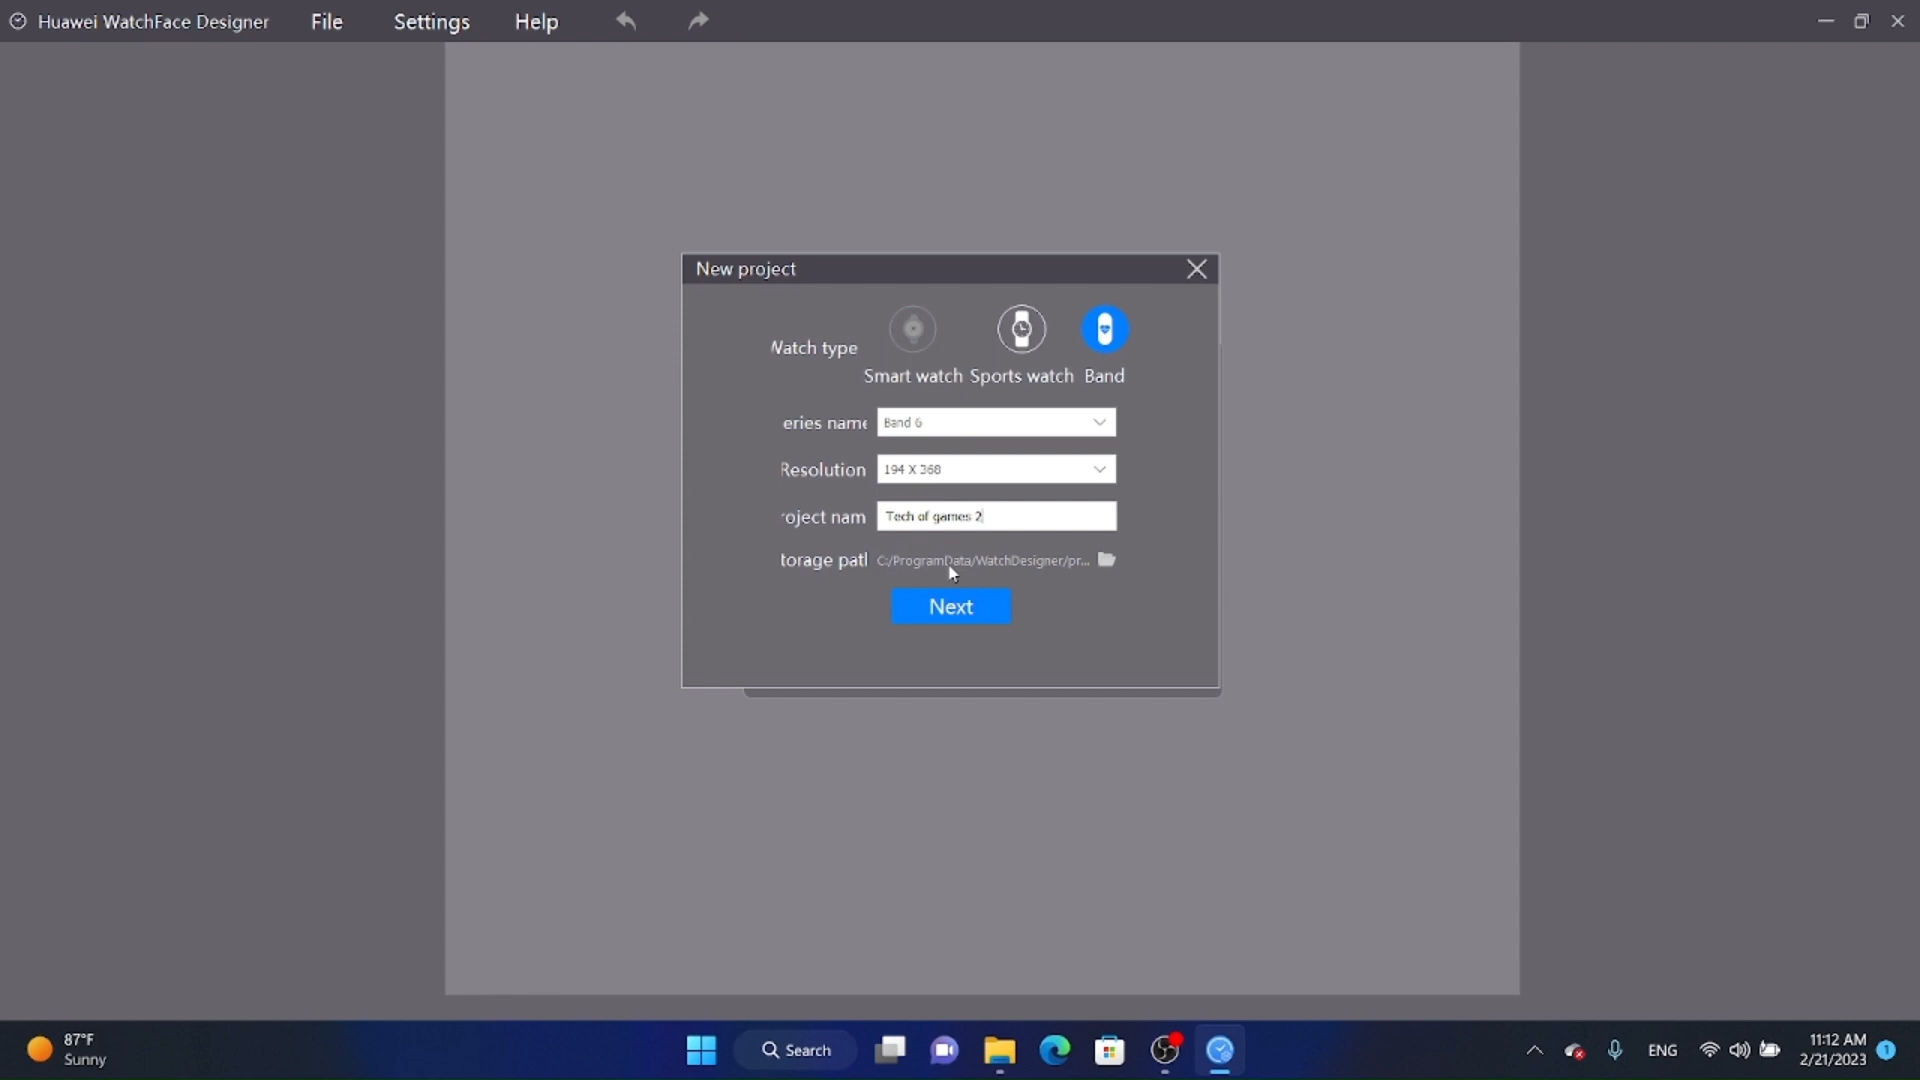 Huawei WatchFace Designer File Settings Help
New project
Watch type
Smart watch Sports watch Band
eries name Band 6
Resolution 194 X 368
roject nam Tech of games 2
torage patl C:/ProgramData/WatchDesigner/pr...
Next
87°F
Sunny
Search
ENG
11:12 AM
2/21/2023
1